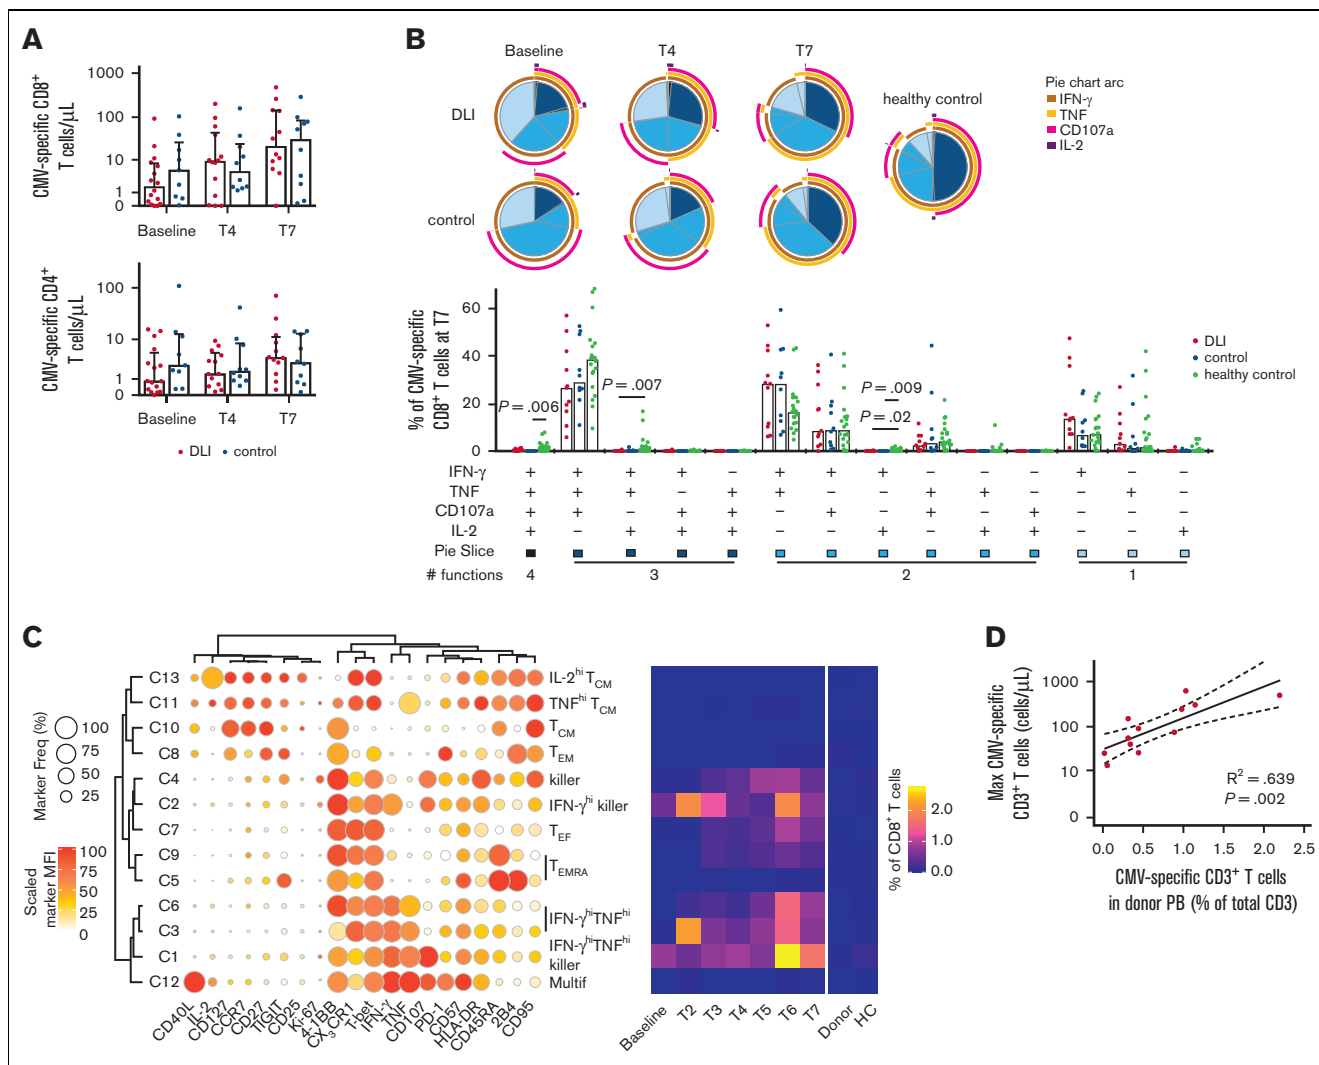 A
CMV-specific CD8+
T cells/μL
1000
100
10
1
0
Baseline
T4
T7
CMV-specific CD4+
T cells/μL
100
10
1
0
Baseline
T4
T7
DLI
control
B
Baseline
T4
T7
DLI
control
healthy control
Pie chart arc
IFN-γ
TNF
CD107a
IL-2
% of CMV-specific
CD8+ T cells at T7
60
40
20
0
P = .006
P = .007
P = .009
P = .02
DLI
control
healthy control
IFN-γ + + + + − + + + − − − + − −
TNF + + + − + + − − + + − − + −
CD107a + + − + + − + − + − + − − −
IL-2 + − + + + − − + − + + − − +
Pie Slice
# functions 4 3 2 1
C
Marker Freq (%)
100
75
50
25
Scaled
marker MFI
100
75
50
25
0
C13 IL-2hi TCM
C11 TNFhi TCM
C10 TCM
C8 TEM
C4 killer
C2 IFN-γhi killer
C7 TEF
C9
C5
TEMRA
C6
C3
IFN-γhiTNFhi
C1 IFN-γhiTNFhi
killer
C12 Multif
CD40L
IL-2
CD127
CCR7
CD27
TIGIT
CD25
Ki-67
4-1BB
CX3CR1
T-bet
IFN-γ
TNF
CD107
PD-1
CD57
HLA-DR
CD45RA
2B4
CD95
Baseline
T2
T3
T4
T5
T6
T7
Donor
HC
% of CD8+ T cells
2.0
1.0
0.0
D
Max CMV-specific
CD3+ T cells (cells/μL)
1000
100
10
0
R2 = .639
P = .002
0.0 0.5 1.0 1.5 2.0 2.5
CMV-specific CD3+ T cells
in donor PB (% of total CD3)